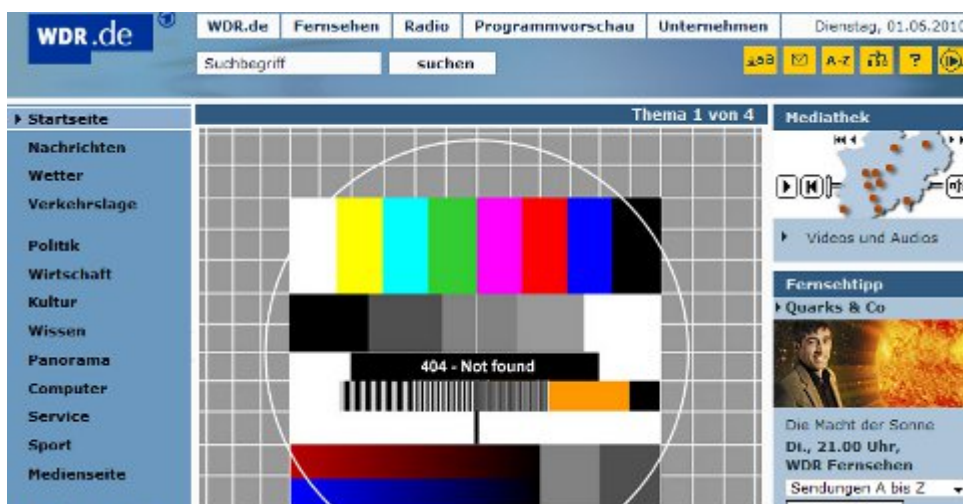 WDR.de
WDR.de Fernsehen Radio Programmvorschau Unternehmen Dienstag, 01.06.2010
Suchbegriff suchen
A-Z ?
Startseite
Nachrichten
Wetter
Verkehrslage
Politik
Wirtschaft
Kultur
Wissen
Panorama
Computer
Service
Sport
Medienseite
Thema 1 von 4
404 - Not found
Mediathek
Videos und Audios
Fernsehtipp
Quarks & Co
Die Macht der Sonne
Di., 21.00 Uhr,
WDR Fernsehen
Sendungen A bis Z